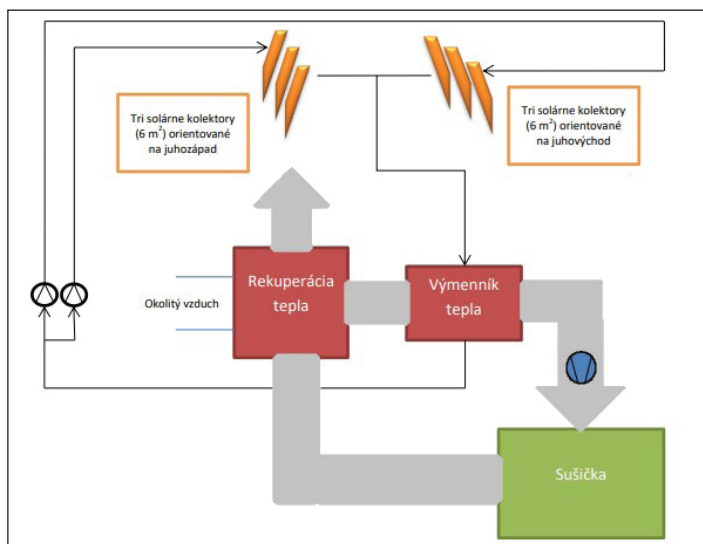 Tri solárne kolektory
(6 m²) orientované
na juhozápad
Tri solárne kolektory
(6 m²) orientované
na juhovýchod
Okolitý vzduch
Rekuperácia
tepla
Výmenník
tepla
Sušička